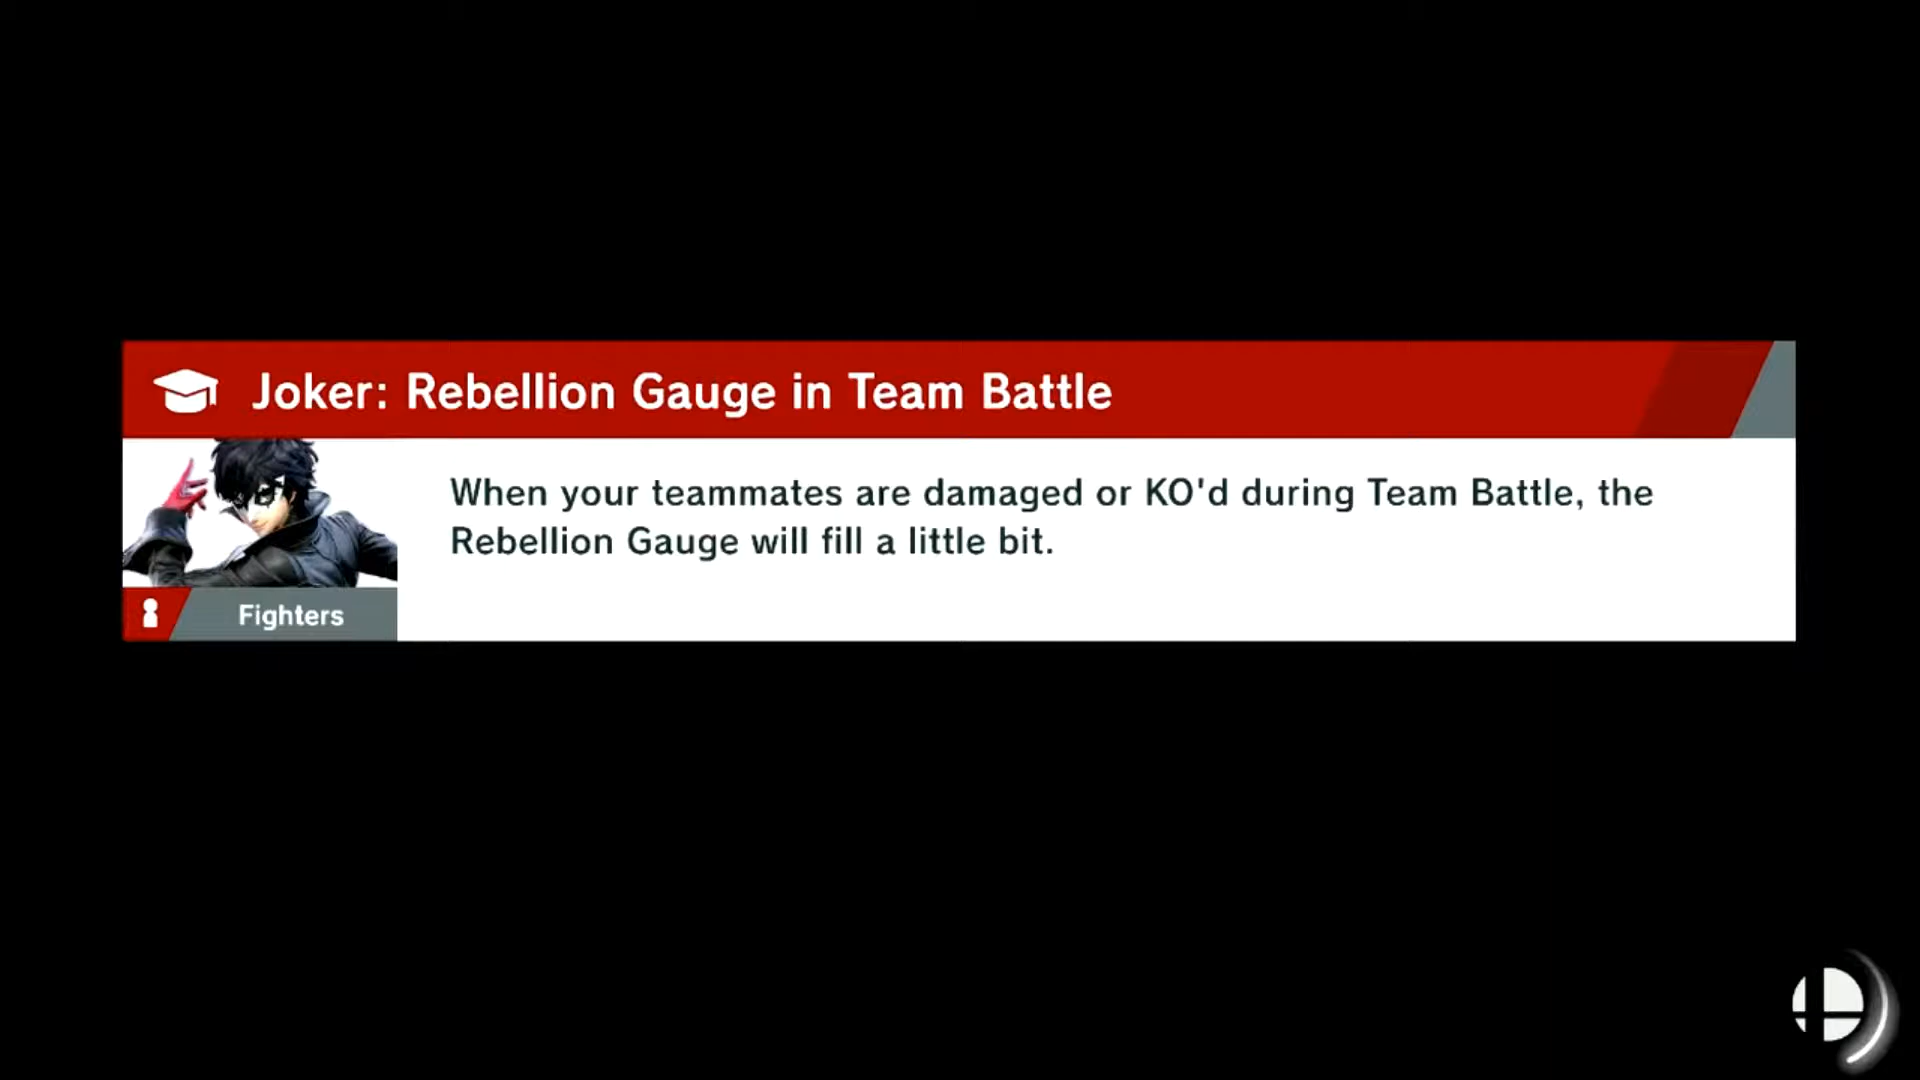 Joker: Rebellion Gauge in Team Battle
When your teammates are damaged or KO'd during Team Battle, the
Rebellion Gauge will fill a little bit.
Fighters